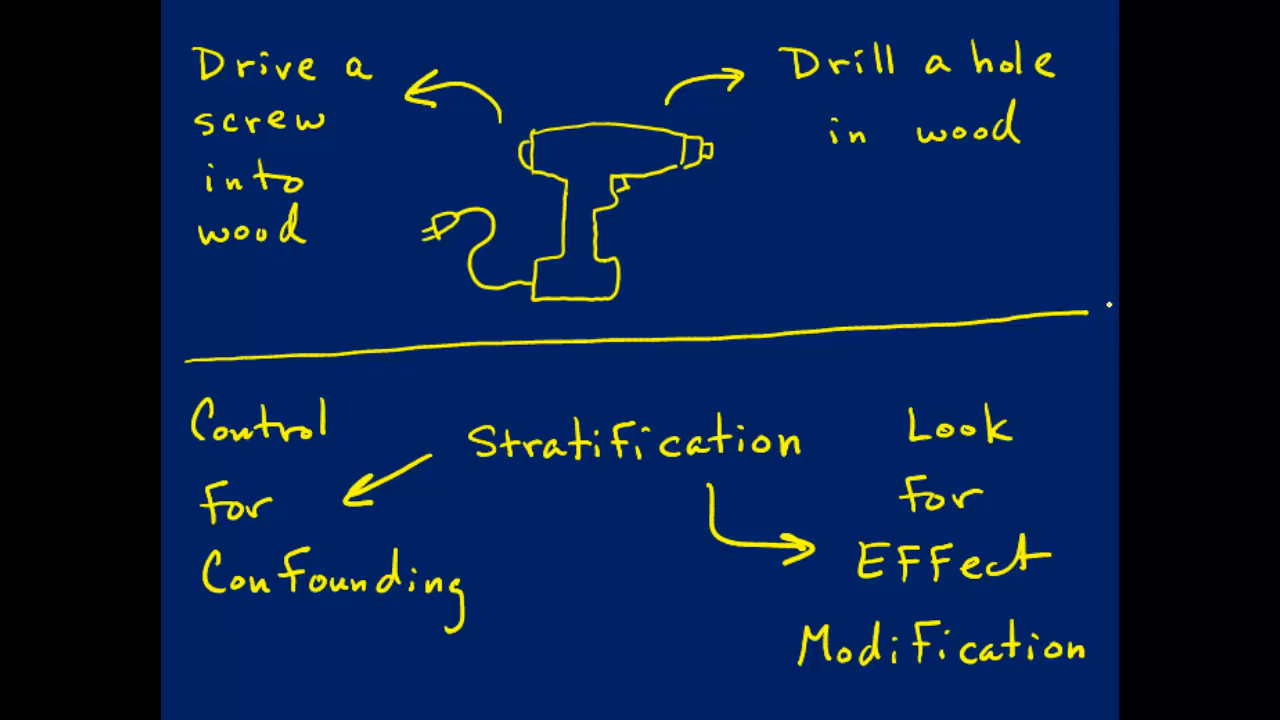 Drive a
screw
into
wood
Drill a hole
in wood
Control
For
Confounding
Stratification
Look
For
EFFect
Modification